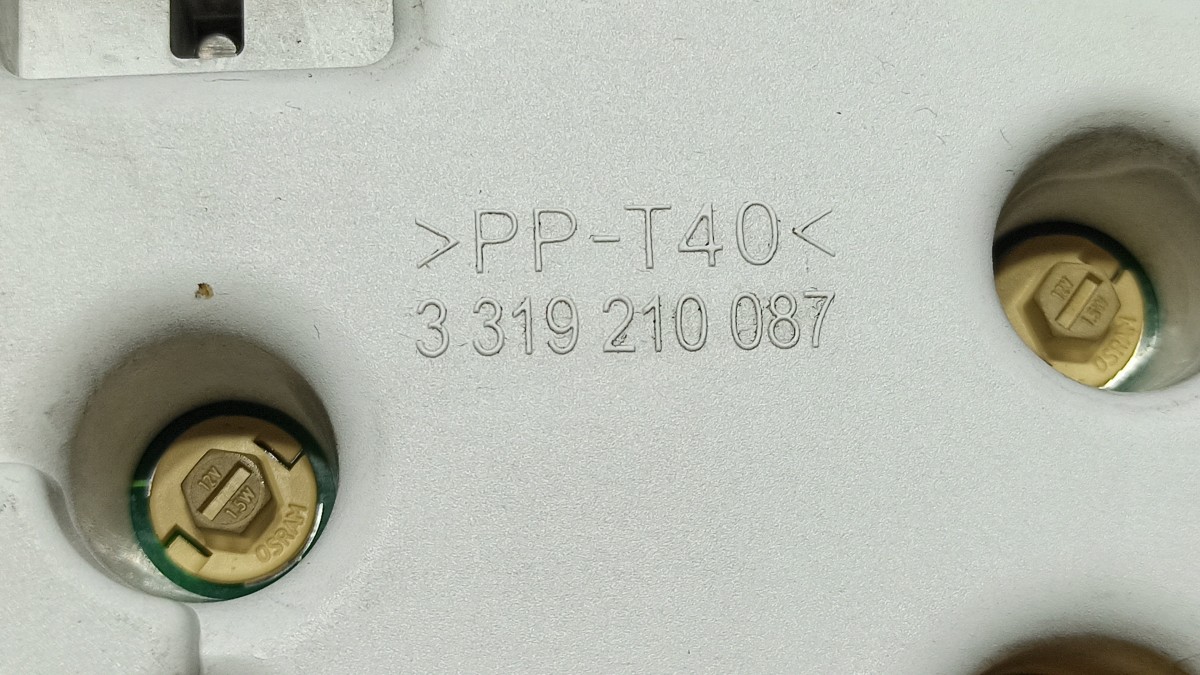 >PP-T40<
3 319 210 087
12V
1.5W
OSRAM
12V
1.5W
OSRAM